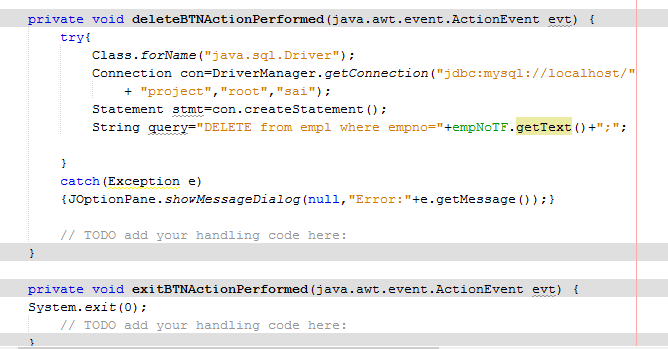 private void deleteBTNActionPerformed(java.awt.event.ActionEvent evt) {
try{
Class.forName("java.sql.Driver");
Connection con=DriverManager.getConnection("jdbc:mysql://localhost/"
+ "project","root","sai");
Statement stmt=con.createStatement();
String query="DELETE from empl where empno="+empNoTF.getText()+";";
}
catch(Exception e)
{JOptionPane.showMessageDialog(null,"Error:"+e.getMessage());}
// TODO add your handling code here:
}
private void exitBTNActionPerformed(java.awt.event.ActionEvent evt) {
System.exit(0);
// TODO add your handling code here:
}